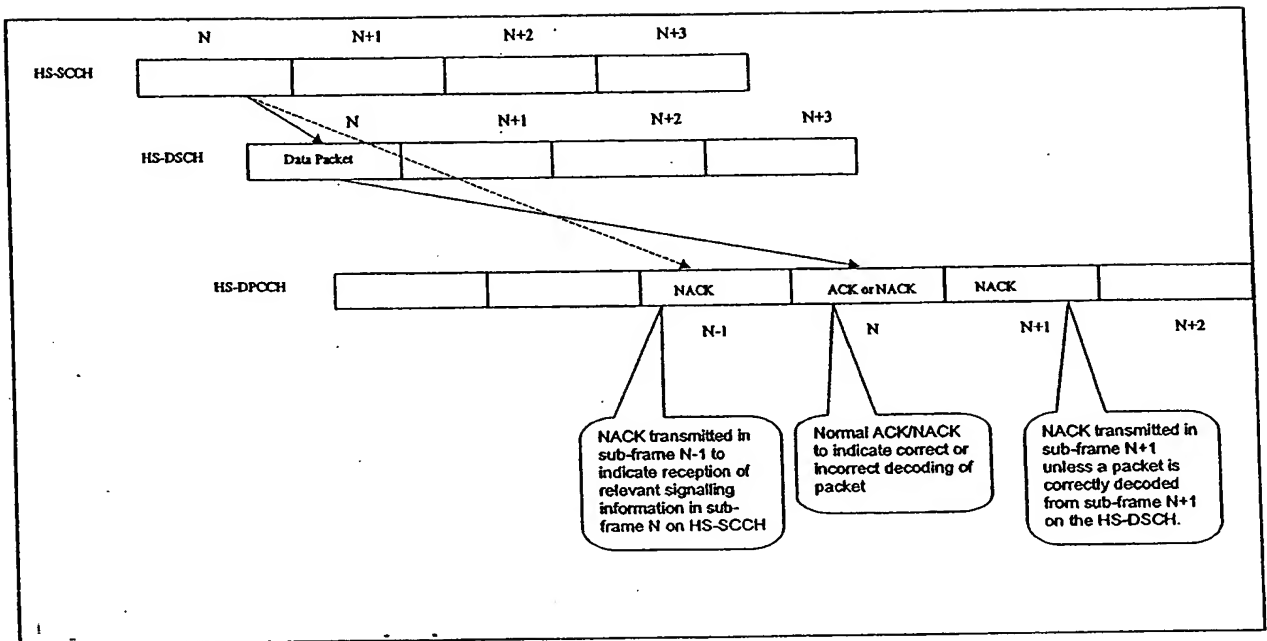 N N+1 N+2 N+3
HS-SCCH
N N+1 N+2 N+3
HS-DSCH Data Packet
HS-DPCCH NACK ACK or NACK NACK
N-1 N N+1 N+2
NACK transmitted in
sub-frame N-1 to
indicate reception of
relevant signalling
information in sub-
frame N on HS-SCCH
Normal ACK/NACK
to indicate correct or
incorrect decoding of
packet
NACK transmitted in
sub-frame N+1
unless a packet is
correctly decoded
from sub-frame N+1
on the HS-DSCH.